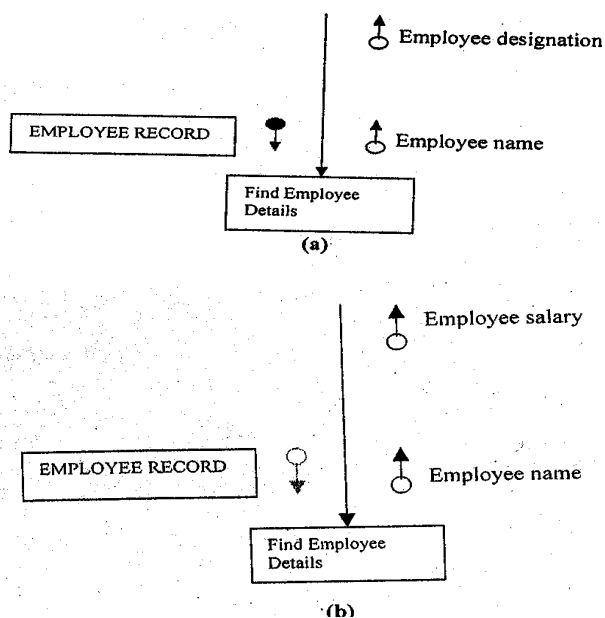 Employee designation
EMPLOYEE RECORD
Employee name
Find Employee
Details
(a)
Employee salary
EMPLOYEE RECORD
Employee name
Find Employee
Details
(b)